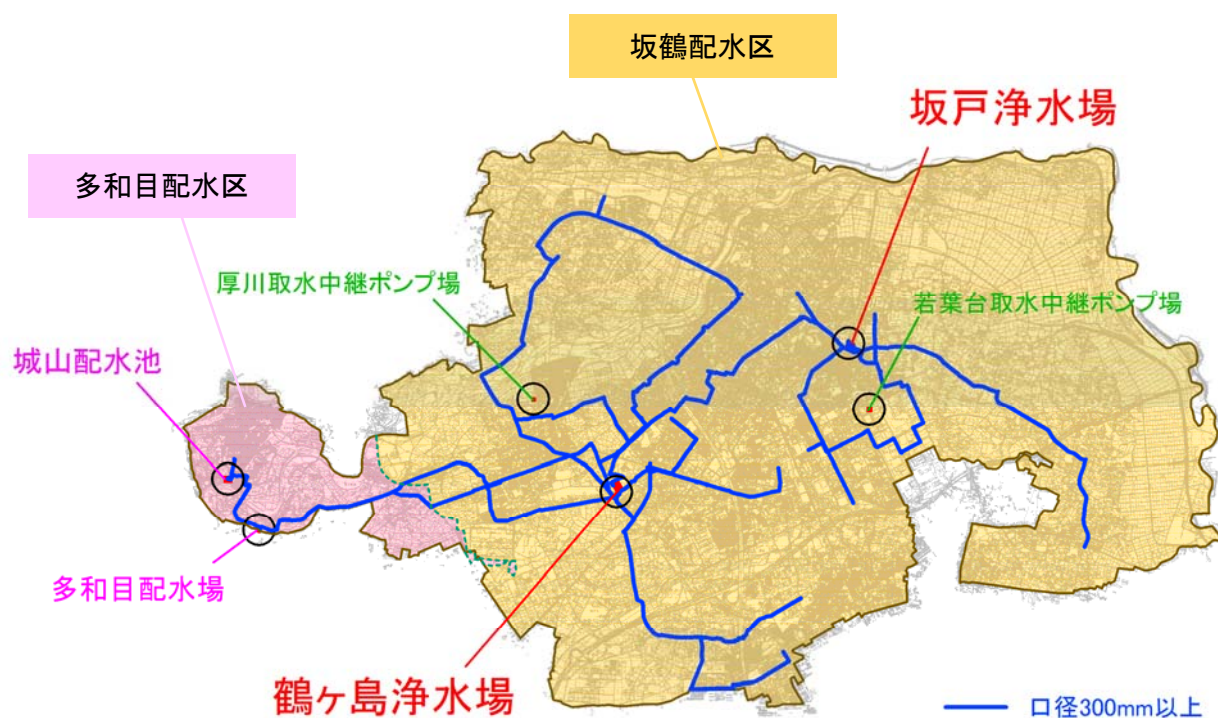 坂鶴配水区
坂戸浄水場
多和目配水区
厚川取水中継ポンプ場
若葉台取水中継ポンプ場
城山配水池
多和目配水場
鶴ヶ島浄水場
口径300mm以上